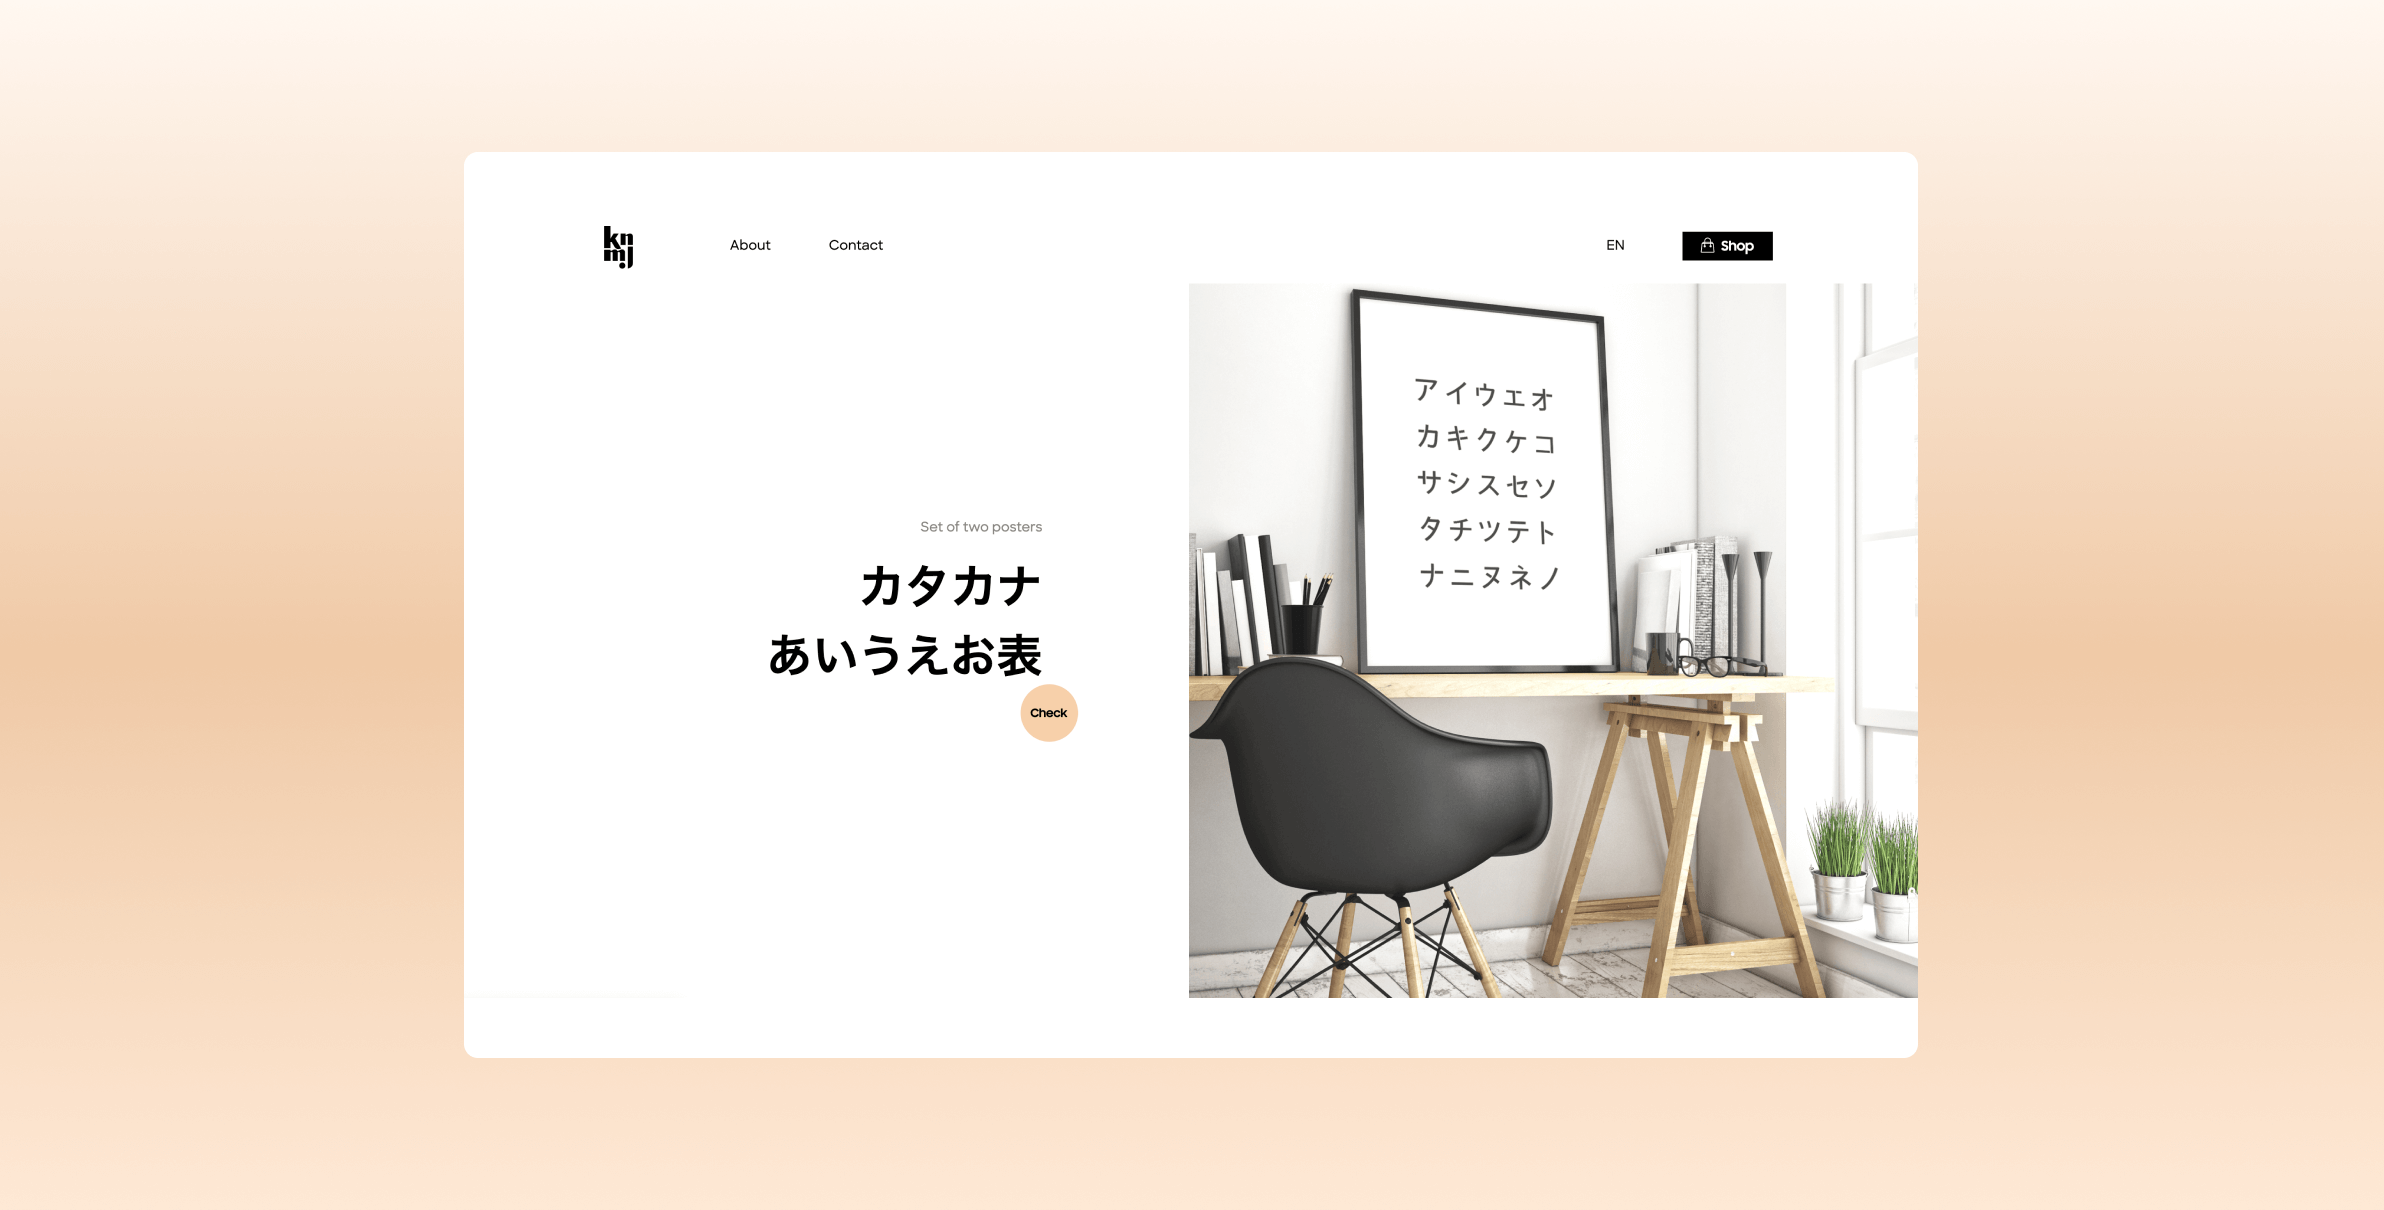 kn
mj
About
Contact
EN
Shop
Set of two posters
カタカナ
あいうえお表
Check
アイウエオ
カキクケコ
サシスセソ
タチツテト
ナニヌネノ